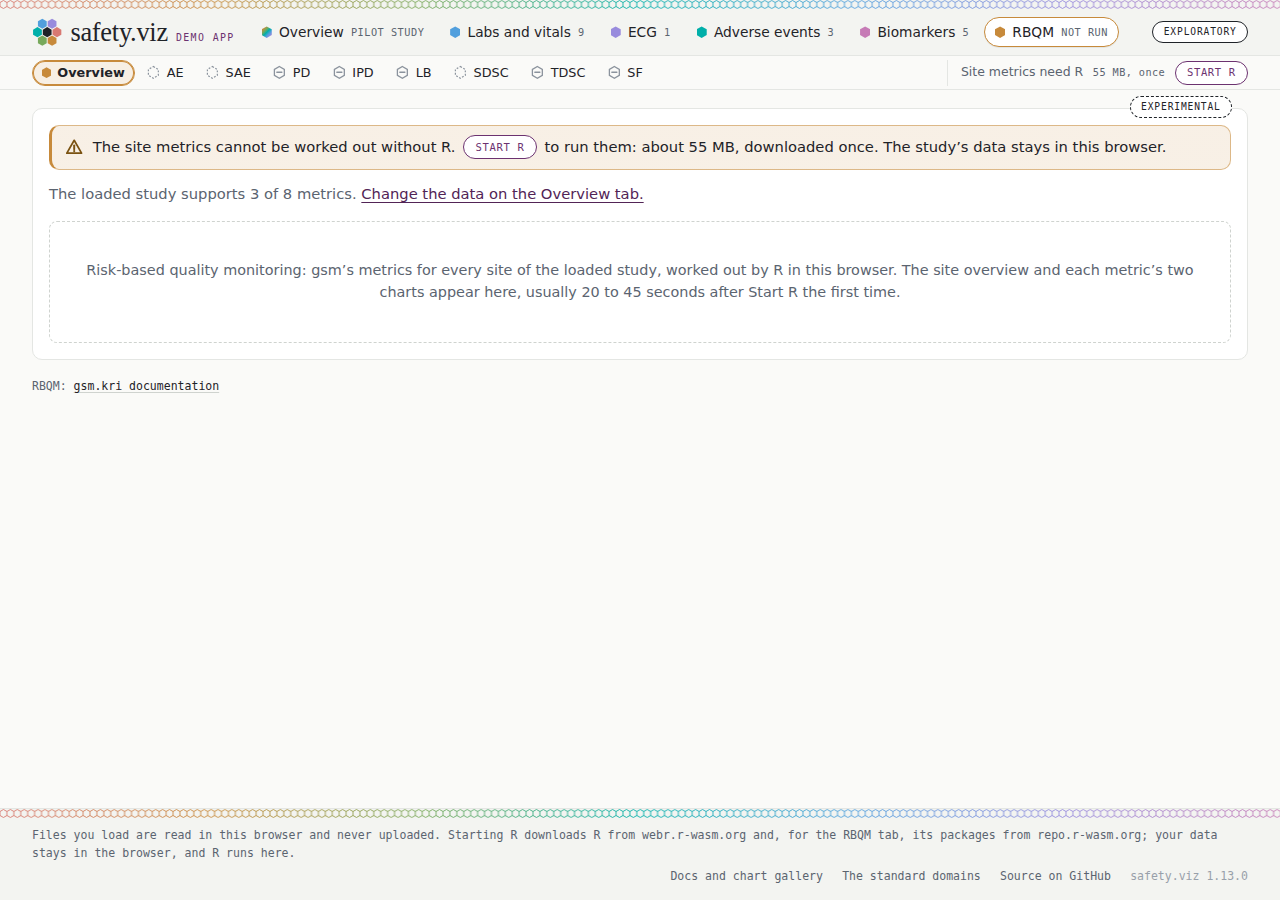 safety.viz DEMO APP Overview PILOT STUDY Labs and vitals 9 ECG 1 Adverse events 3 Biomarkers 5 RBQM NOT RUN EXPLORATORY
Overview AE SAE PD IPD LB SDSC TDSC SF Site metrics need R 55 MB, once START R
EXPERIMENTAL
The site metrics cannot be worked out without R. START R to run them: about 55 MB, downloaded once. The study’s data stays in this browser.
The loaded study supports 3 of 8 metrics. Change the data on the Overview tab.
Risk-based quality monitoring: gsm’s metrics for every site of the loaded study, worked out by R in this browser. The site overview and each metric’s two
charts appear here, usually 20 to 45 seconds after Start R the first time.
RBQM: gsm.kri documentation
Files you load are read in this browser and never uploaded. Starting R downloads R from webr.r-wasm.org and, for the RBQM tab, its packages from repo.r-wasm.org; your data
stays in the browser, and R runs here.
Docs and chart gallery The standard domains Source on GitHub safety.viz 1.13.0